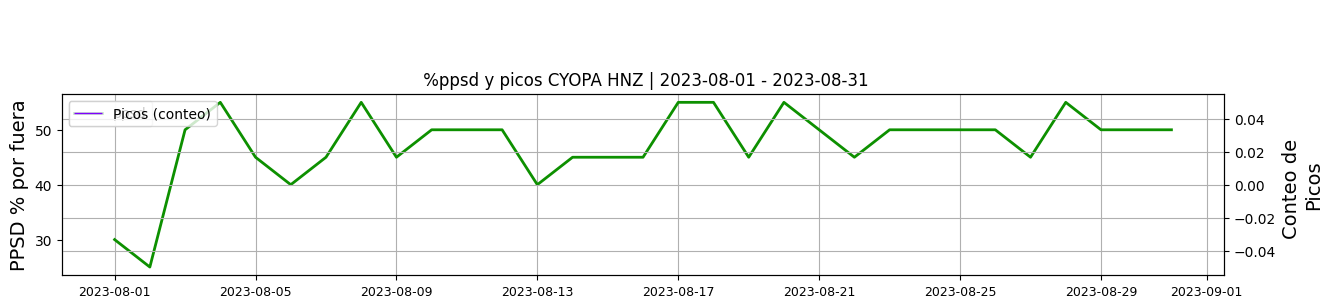 %ppsd y picos CYOPA HNZ | 2023-08-01 - 2023-08-31
PPSD % por fuera
50
40
30
Picos (conteo)
0.04
0.02
0.00
−0.02
−0.04
Conteo de
Picos
2023-08-01 2023-08-05 2023-08-09 2023-08-13 2023-08-17 2023-08-21 2023-08-25 2023-08-29 2023-09-01